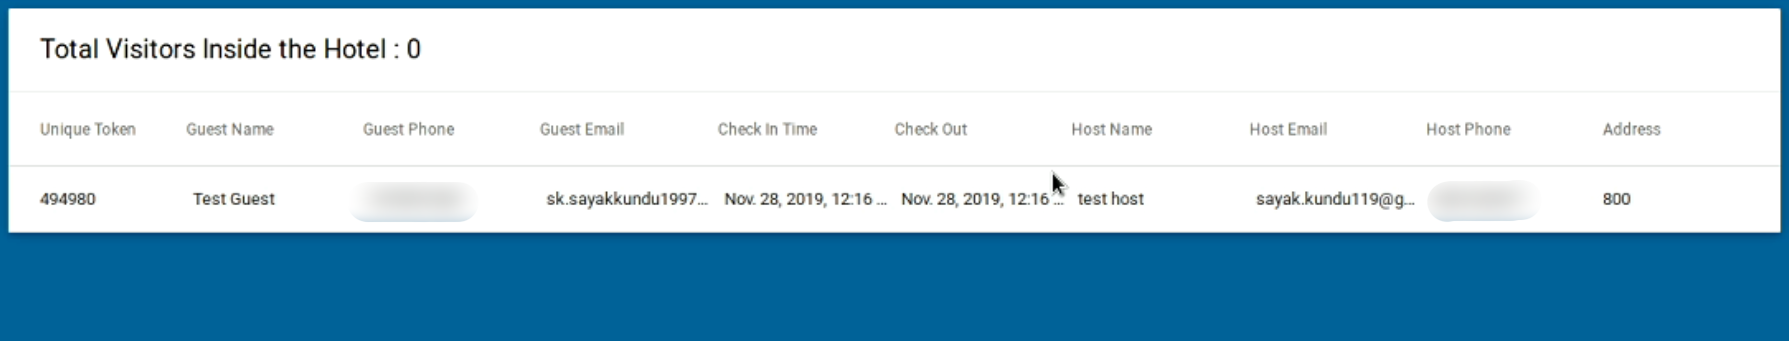 Total Visitors Inside the Hotel : 0
Unique Token Guest Name Guest Phone Guest Email Check In Time Check Out Host Name Host Email Host Phone Address
494980 Test Guest sk.sayakkundu1997... Nov. 28, 2019, 12:16 ... Nov. 28, 2019, 12:16 ... test host sayak.kundu119@g... 800